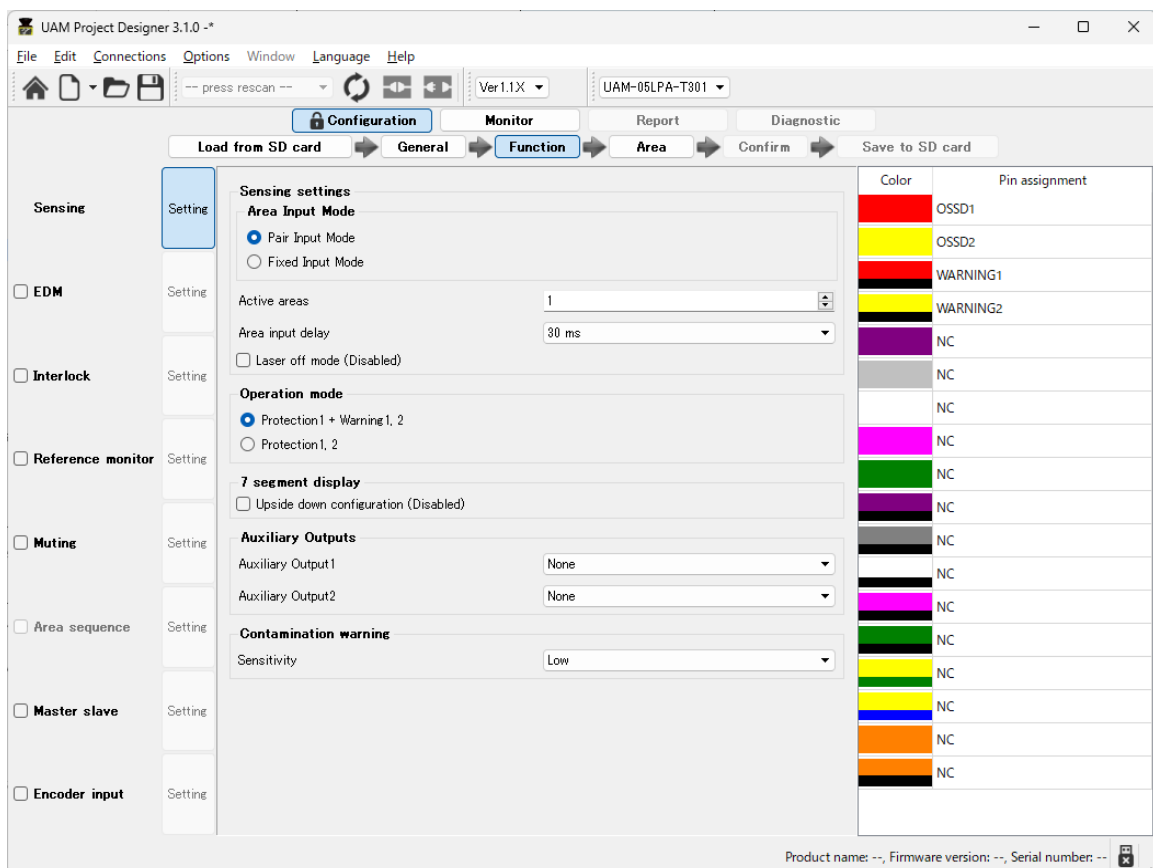 UAM Project Designer 3.1.0 -*
File Edit Connections Options Window Language Help
-- press rescan -- Ver1.1X UAM-05LPA-T301
Configuration Monitor Report Diagnostic
Load from SD card General Function Area Confirm Save to SD card
Sensing Setting
EDM Setting
Interlock Setting
Reference monitor Setting
Muting Setting
Area sequence Setting
Master slave Setting
Encoder input Setting
Sensing settings
Area Input Mode
Pair Input Mode
Fixed Input Mode
Active areas 1
Area input delay 30 ms
Laser off mode (Disabled)
Operation mode
Protection1 + Warning1, 2
Protection1, 2
7 segment display
Upside down configuration (Disabled)
Auxiliary Outputs
Auxiliary Output1 None
Auxiliary Output2 None
Contamination warning
Sensitivity Low
Color Pin assignment
OSSD1
OSSD2
WARNING1
WARNING2
NC
NC
NC
NC
NC
NC
NC
NC
NC
NC
NC
NC
NC
NC
Product name: --, Firmware version: --, Serial number: --